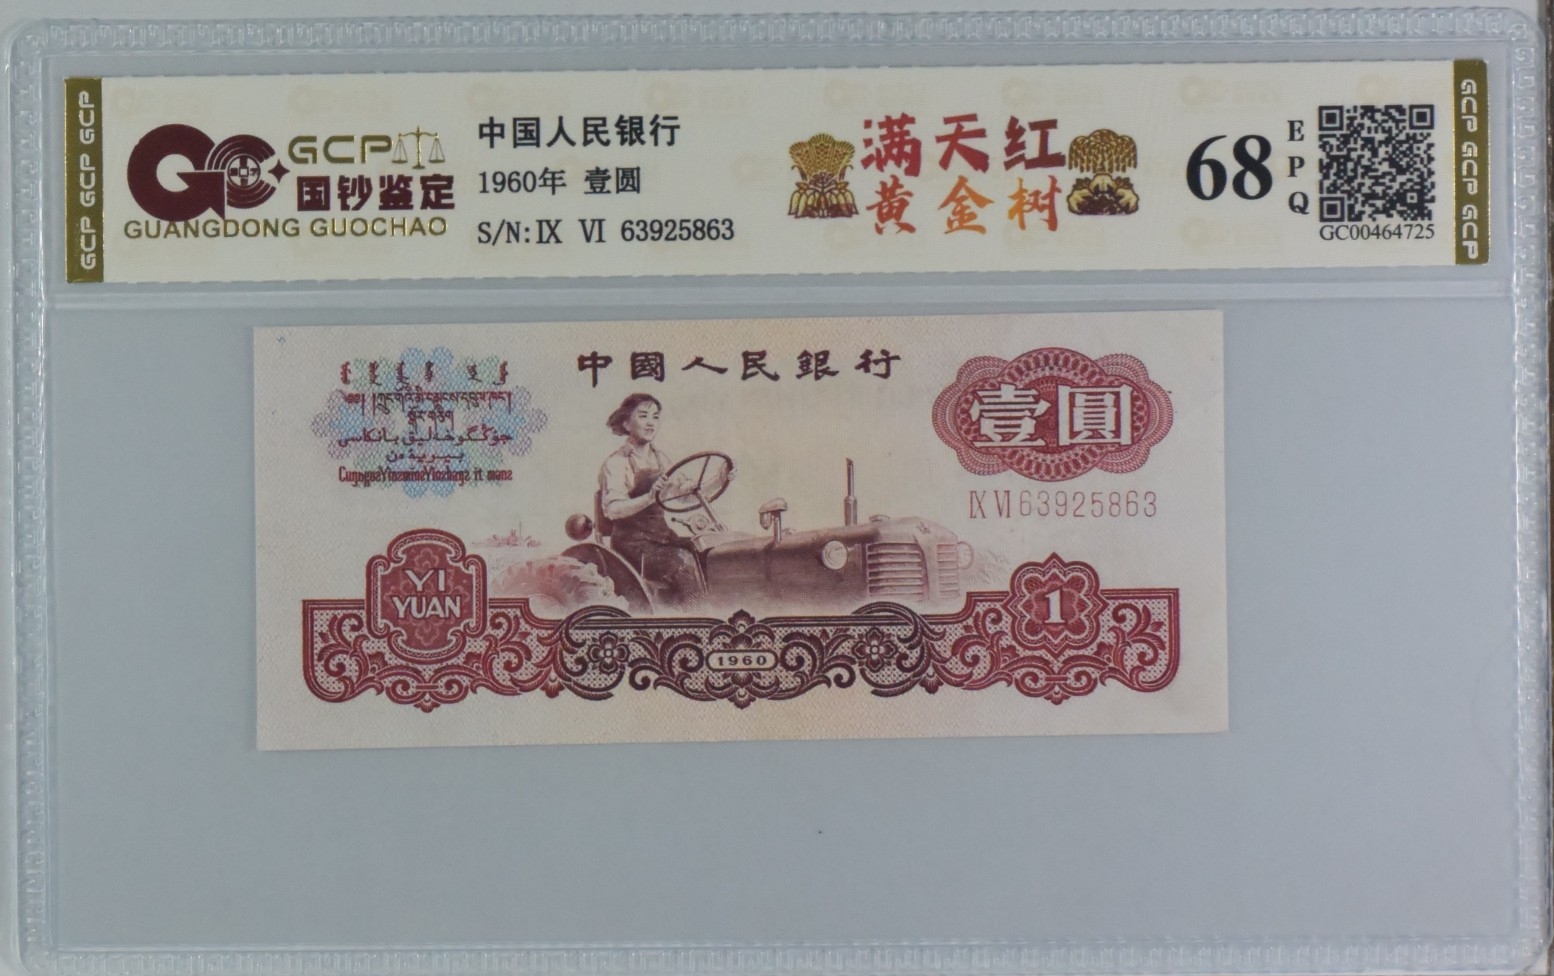 GCP GCP GCP
GCP
国钞鉴定
GUANGDONG GUOCHAO
中国人民银行
1960年 壹圆
S/N: IX VI 63925863
满天红
黄金树
68
EPQ
GC00464725
GCP GCP GCP
中國人民銀行
壹圓
IX VI 63925863
YI
YUAN
1
1960